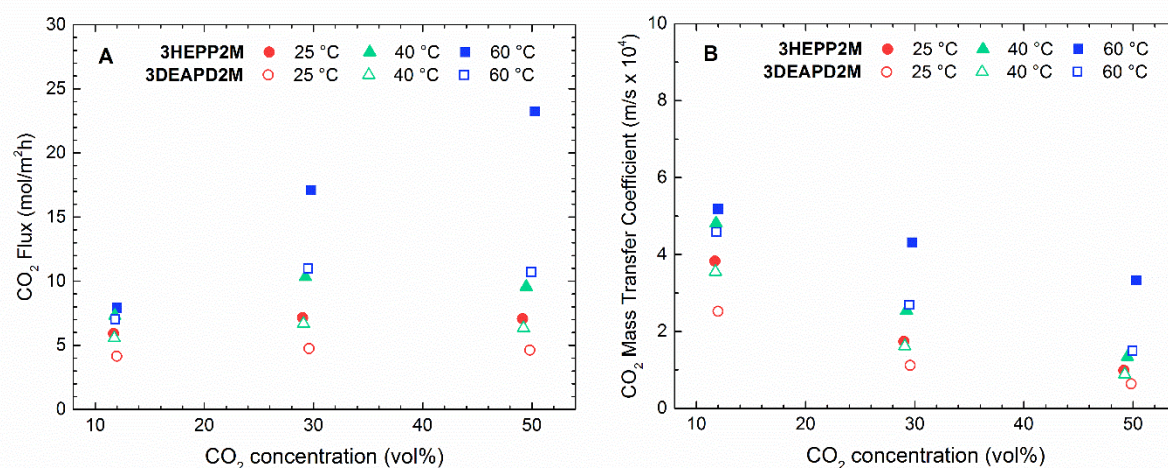 A
3HEPP2M 25 °C 40 °C 60 °C
3DEAPD2M 25 °C 40 °C 60 °C
30
25
20
15
10
5
0
10 20 30 40 50
CO₂ Flux (mol/m²h)
CO₂ concentration (vol%)
B
3HEPP2M 25 °C 40 °C 60 °C
3DEAPD2M 25 °C 40 °C 60 °C
10
8
6
4
2
0
10 20 30 40 50
CO₂ Mass Transfer Coefficient (m/s x 10⁴)
CO₂ concentration (vol%)